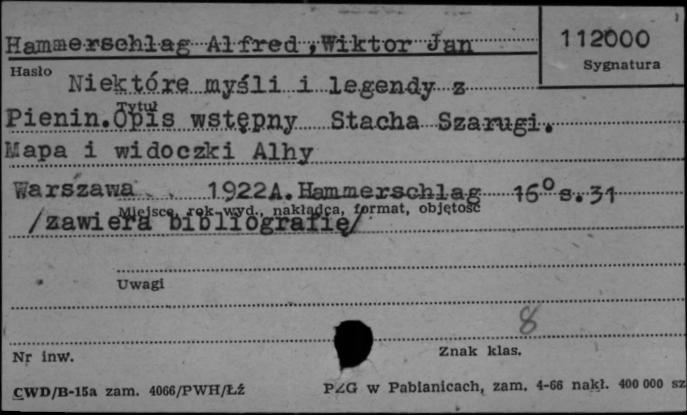 Hammerschlag Alfred, Wiktor Jan
112000
Sygnatura
Hasło
Niektóre myśli i legendy z
Tytuł
Pienin. Opis wstępny Stacha Szarugi.
Mapa i widoczki Alhy
Warszawa 1922 A. Hammerschlag 16° s. 31
Miejsce, rok wyd., nakładca, format, objętość
/zawiera bibliografię/
Uwagi
8
Nr inw.
Znak klas.
CWD/B-15a zam. 4066/PWH/Łź
PZG w Pabianicach, zam. 4-66 nakł. 400 000 sz